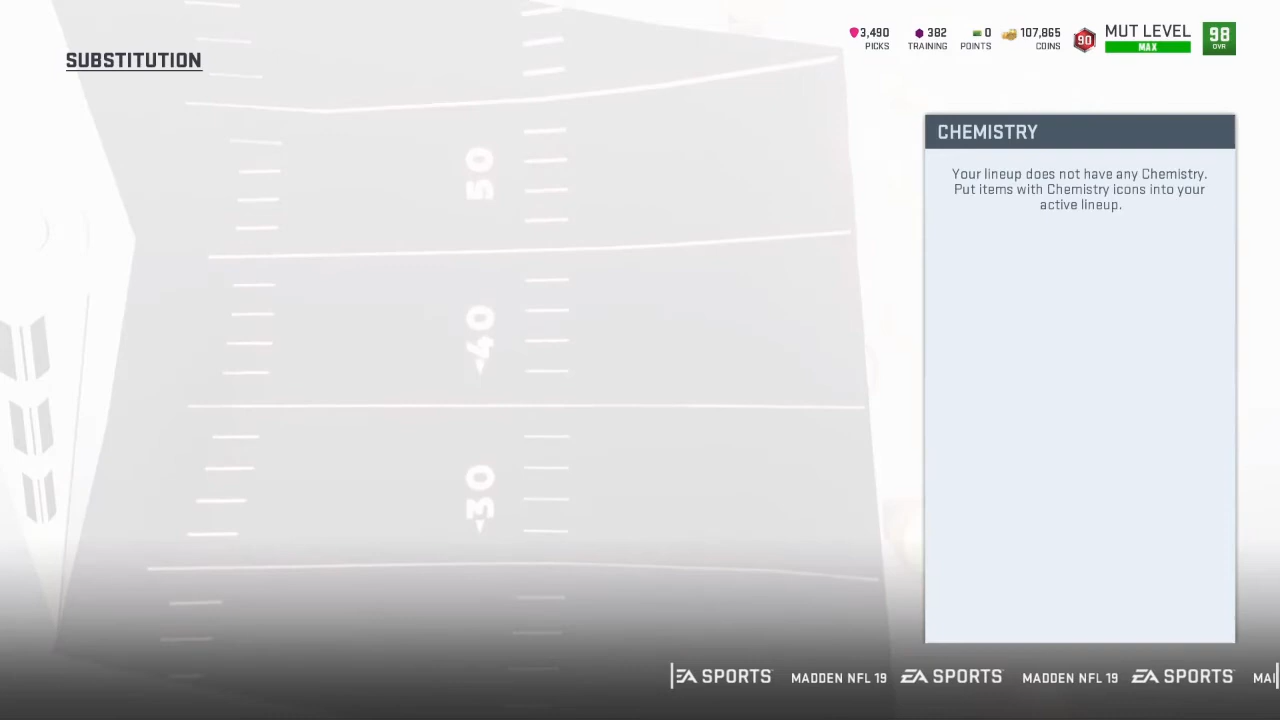 SUBSTITUTION
3,490 PICKS
382 TRAINING
0 POINTS
107,865 COINS
90
MUT LEVEL
MAX
98
OVR
CHEMISTRY
Your lineup does not have any Chemistry.
Put items with Chemistry icons into your
active lineup.
50
40
30
EA SPORTS MADDEN NFL 19 EA SPORTS MADDEN NFL 19 EA SPORTS